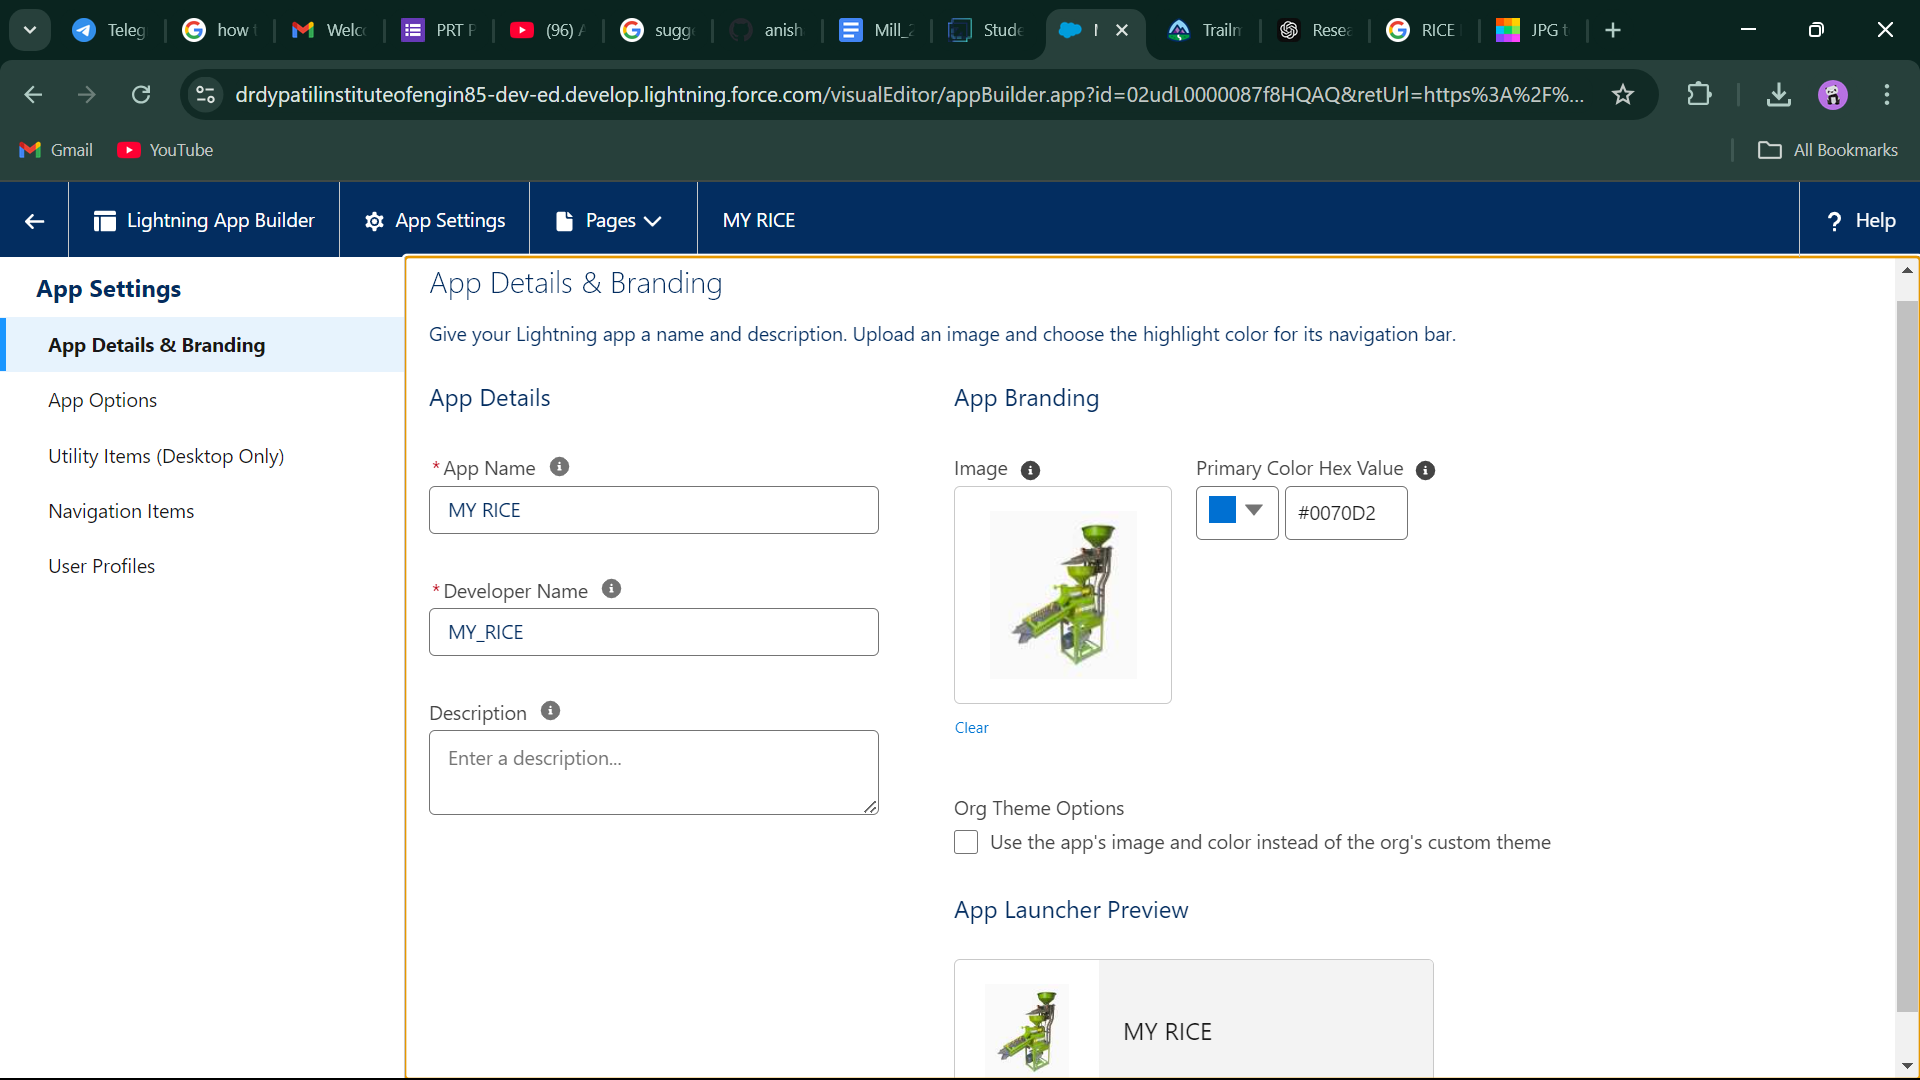 Teleg
how
Welc
PRT P
(96)
sugge
anish
Mill_2
Stude
Trailm
Resea
RICE
JPG t
drdypatilinstituteofengin85-dev-ed.develop.lightning.force.com/visualEditor/appBuilder.app?id=02udL0000087f8HQAQ&retUrl=https%3A%2F%...
Gmail
YouTube
All Bookmarks
Lightning App Builder
App Settings
Pages
MY RICE
? Help
App Settings
App Details & Branding
App Options
Utility Items (Desktop Only)
Navigation Items
User Profiles
App Details & Branding
Give your Lightning app a name and description. Upload an image and choose the highlight color for its navigation bar.
App Details
* App Name
MY RICE
* Developer Name
MY_RICE
Description
Enter a description...
App Branding
Image
Clear
Primary Color Hex Value
#0070D2
Org Theme Options
Use the app's image and color instead of the org's custom theme
App Launcher Preview
MY RICE